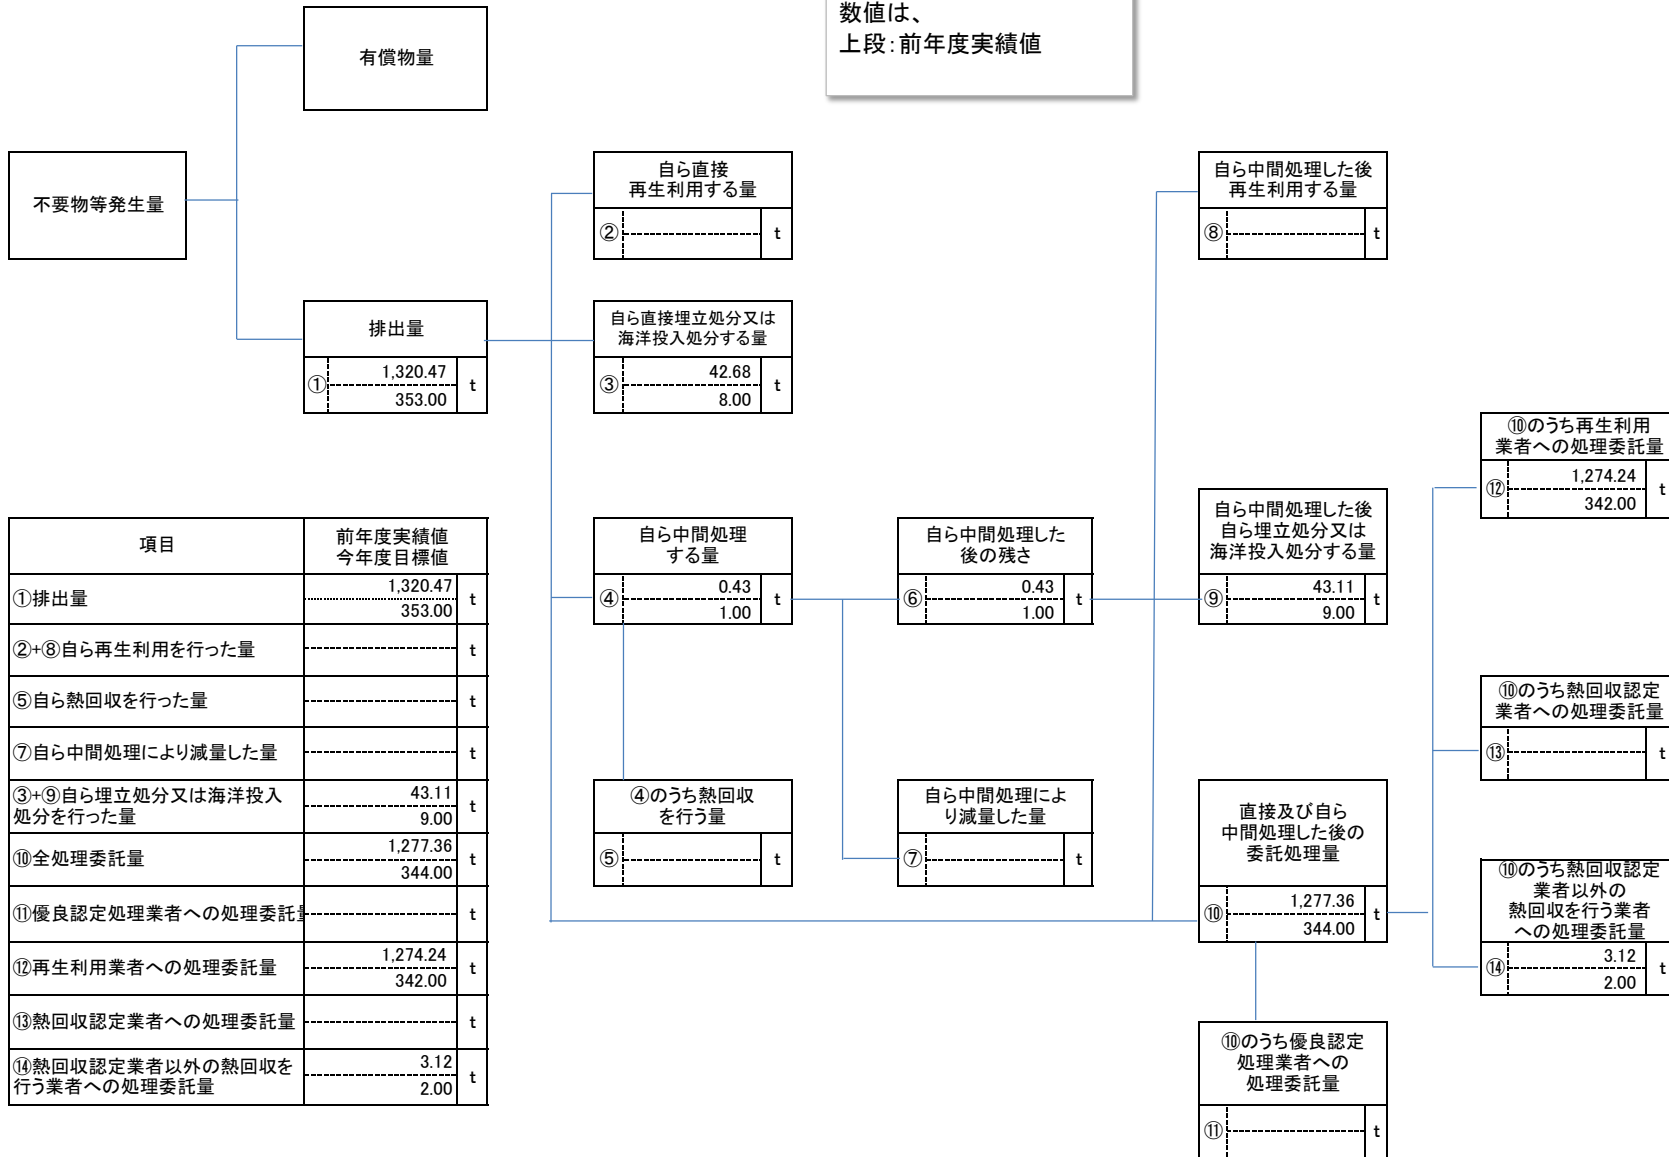 数値は、
上段：前年度実績値
有償物量
不要物等発生量
排出量
①
1,320.47
353.00
t
自ら直接
再生利用する量
②
t
自ら直接埋立処分又は
海洋投入処分する量
③
42.68
8.00
t
自ら中間処理した後
再生利用する量
⑧
t
⑩のうち再生利用
業者への処理委託量
⑫
1,274.24
342.00
t
自ら中間処理
する量
④
0.43
1.00
t
自ら中間処理した
後の残さ
⑥
0.43
1.00
t
自ら中間処理した後
自ら埋立処分又は
海洋投入処分する量
⑨
43.11
9.00
t
④のうち熱回収
を行う量
⑤
t
自ら中間処理によ
り減量した量
⑦
t
直接及び自ら
中間処理した後の
委託処理量
⑩
1,277.36
344.00
t
⑩のうち熱回収認定
業者への処理委託量
⑬
t
⑩のうち熱回収認定
業者以外の
熱回収を行う業者
への処理委託量
⑭
3.12
2.00
t
⑩のうち優良認定
処理業者への
処理委託量
⑪
t
項目
前年度実績値
今年度目標値
①排出量
1,320.47
353.00
t
②+⑧自ら再生利用を行った量
t
⑤自ら熱回収を行った量
t
⑦自ら中間処理により減量した量
t
③+⑨自ら埋立処分又は海洋投入
処分を行った量
43.11
9.00
t
⑩全処理委託量
1,277.36
344.00
t
⑪優良認定処理業者への処理委託
t
⑫再生利用業者への処理委託量
1,274.24
342.00
t
⑬熱回収認定業者への処理委託量
t
⑭熱回収認定業者以外の熱回収を
行う業者への処理委託量
3.12
2.00
t